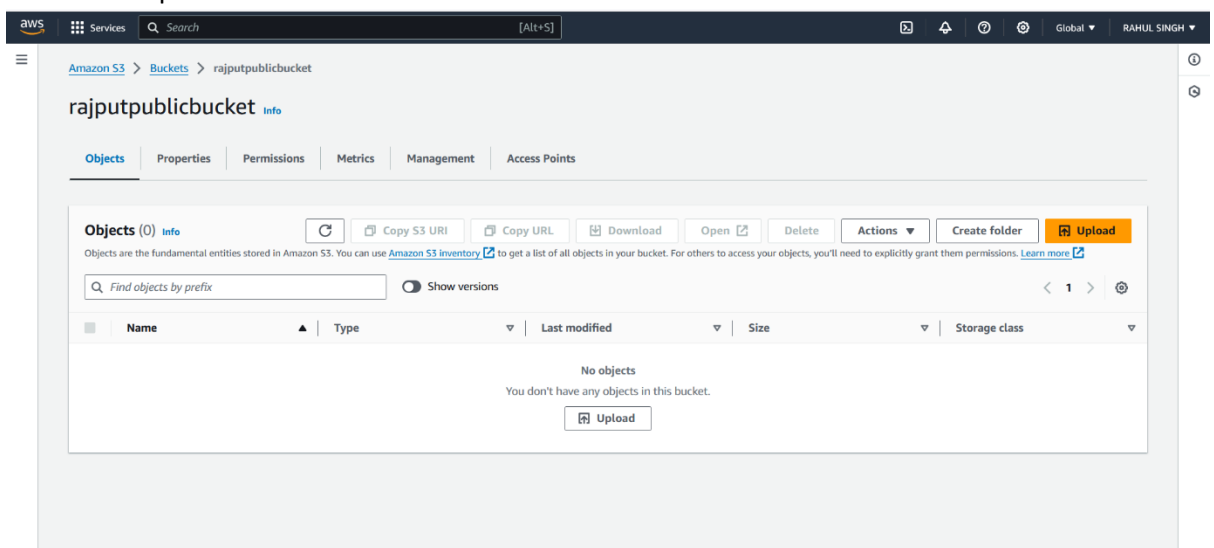 aws Services Search [Alt+S] Global ▼ RAHUL SINGH ▼
Amazon S3 > Buckets > rajputpublicbucket
rajputpublicbucket Info
Objects Properties Permissions Metrics Management Access Points
Objects (0) Info Copy S3 URI Copy URL Download Open Delete Actions ▼ Create folder Upload
Objects are the fundamental entities stored in Amazon S3. You can use Amazon S3 inventory to get a list of all objects in your bucket. For others to access your objects, you'll need to explicitly grant them permissions. Learn more
Find objects by prefix Show versions < 1 >
Name Type Last modified Size Storage class
No objects
You don't have any objects in this bucket.
Upload